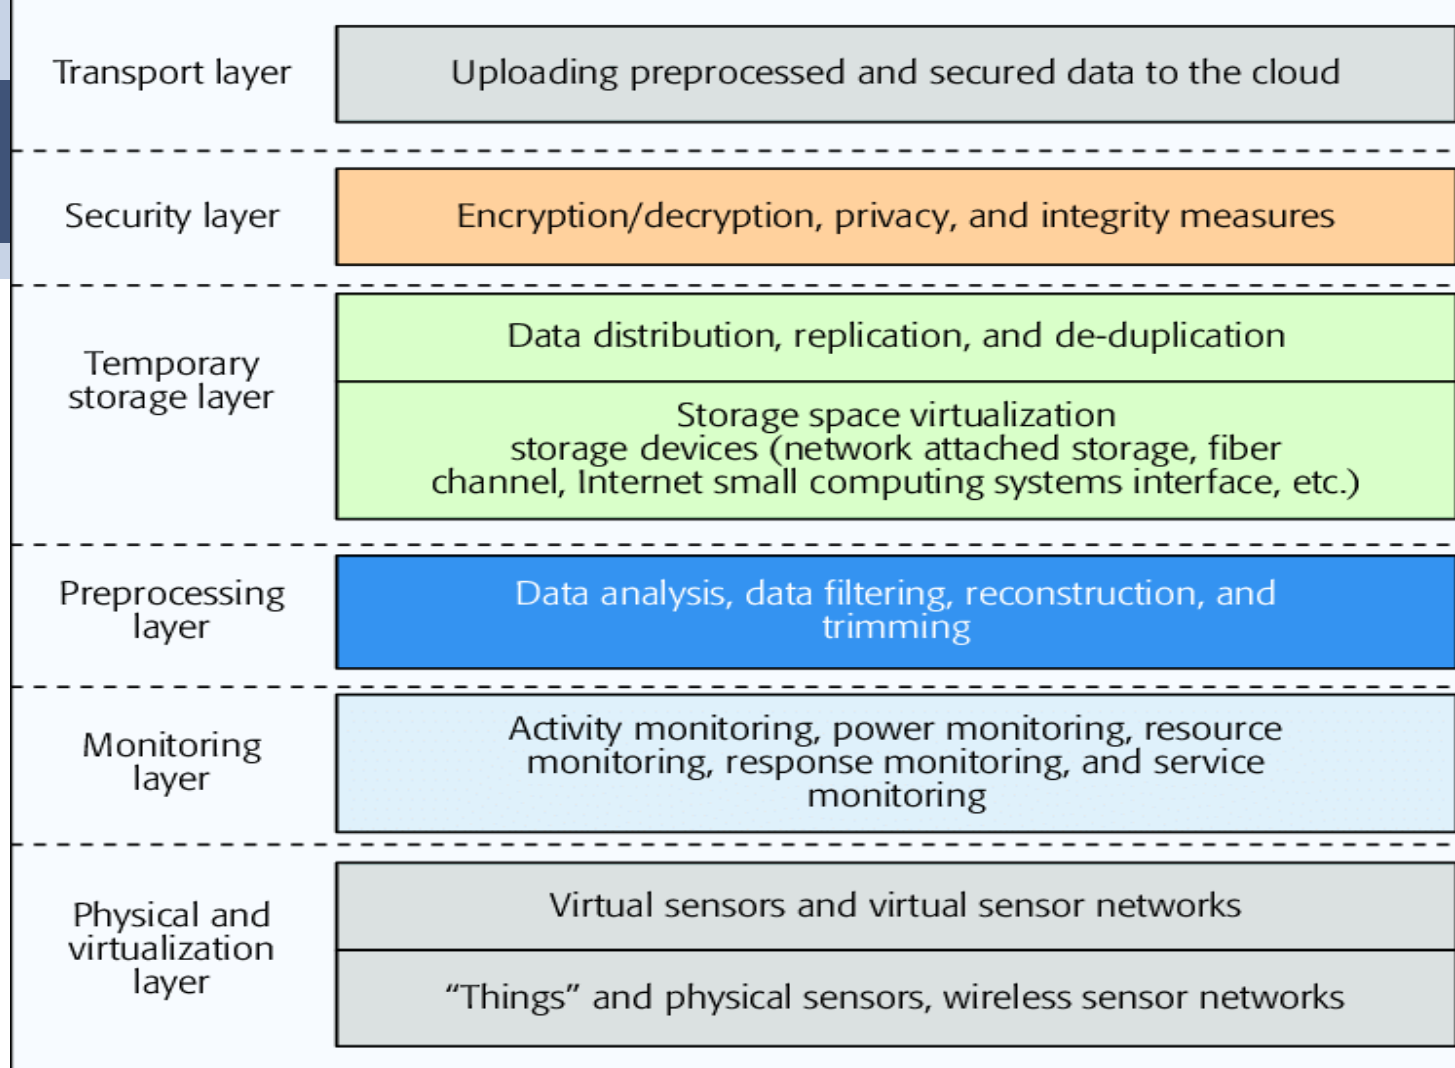 Transport layer
Uploading preprocessed and secured data to the cloud
Security layer
Encryption/decryption, privacy, and integrity measures
Temporary
storage layer
Data distribution, replication, and de-duplication
Storage space virtualization
storage devices (network attached storage, fiber
channel, Internet small computing systems interface, etc.)
Preprocessing
layer
Data analysis, data filtering, reconstruction, and
trimming
Monitoring
layer
Activity monitoring, power monitoring, resource
monitoring, response monitoring, and service
monitoring
Physical and
virtualization
layer
Virtual sensors and virtual sensor networks
“Things” and physical sensors, wireless sensor networks